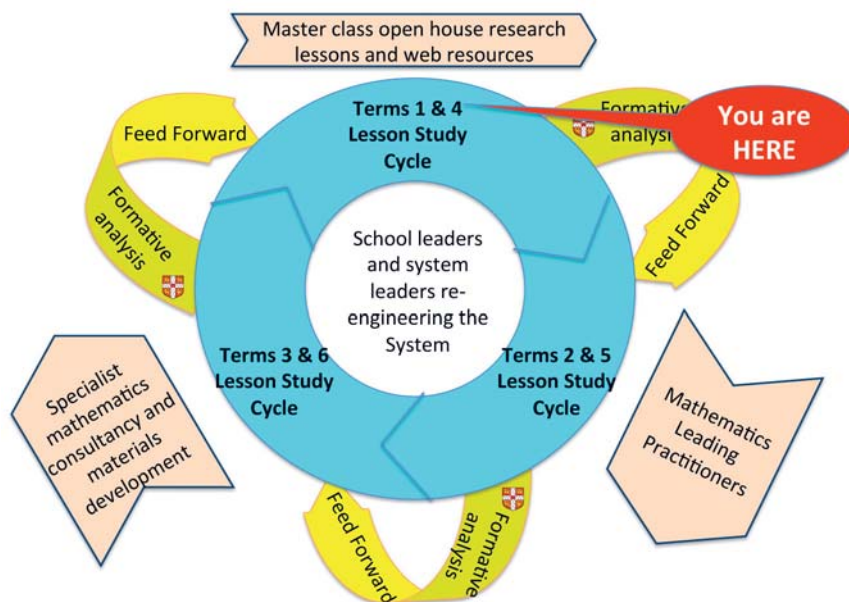 Master class open house research
lessons and web resources
Feed Forward
Formative
analysis
Terms 1 & 4
Lesson Study
Cycle
Formative
analysis
You are
HERE
Feed Forward
School leaders
and system
leaders re-
engineering the
System
Terms 3 & 6
Lesson Study
Cycle
Terms 2 & 5
Lesson Study
Cycle
Specialist
mathematics
consultancy and
materials
development
Mathematics
Leading
Practitioners
Feed Forward
Formative
analysis